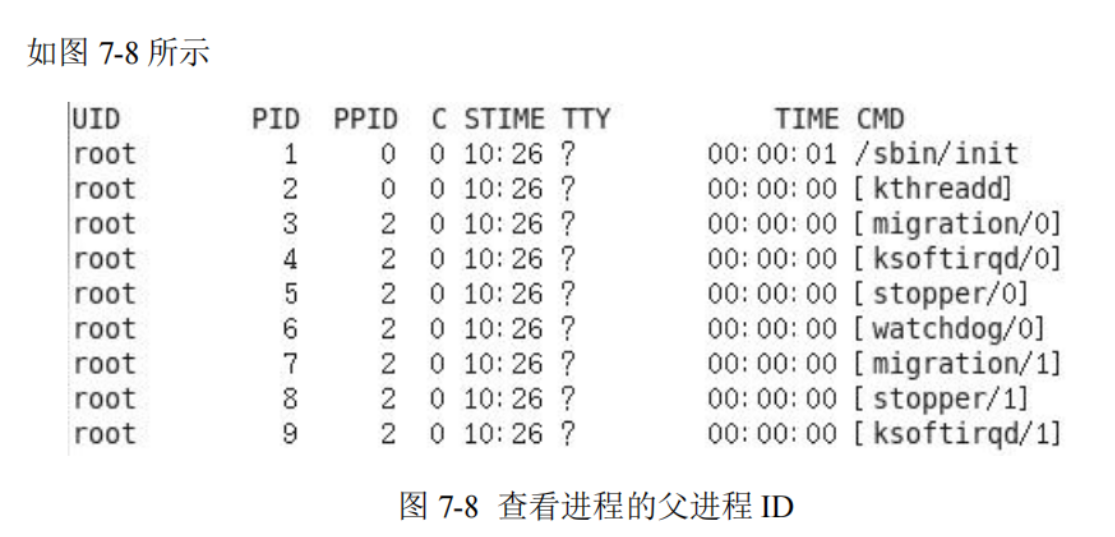 如图 7-8 所示
UID PID PPID C STIME TTY TIME CMD
root 1 0 0 10:26 ? 00:00:01 /sbin/init
root 2 0 0 10:26 ? 00:00:00 [kthreadd]
root 3 2 0 10:26 ? 00:00:00 [migration/0]
root 4 2 0 10:26 ? 00:00:00 [ksoftirqd/0]
root 5 2 0 10:26 ? 00:00:00 [stopper/0]
root 6 2 0 10:26 ? 00:00:00 [watchdog/0]
root 7 2 0 10:26 ? 00:00:00 [migration/1]
root 8 2 0 10:26 ? 00:00:00 [stopper/1]
root 9 2 0 10:26 ? 00:00:00 [ksoftirqd/1]
图 7-8 查看进程的父进程 ID